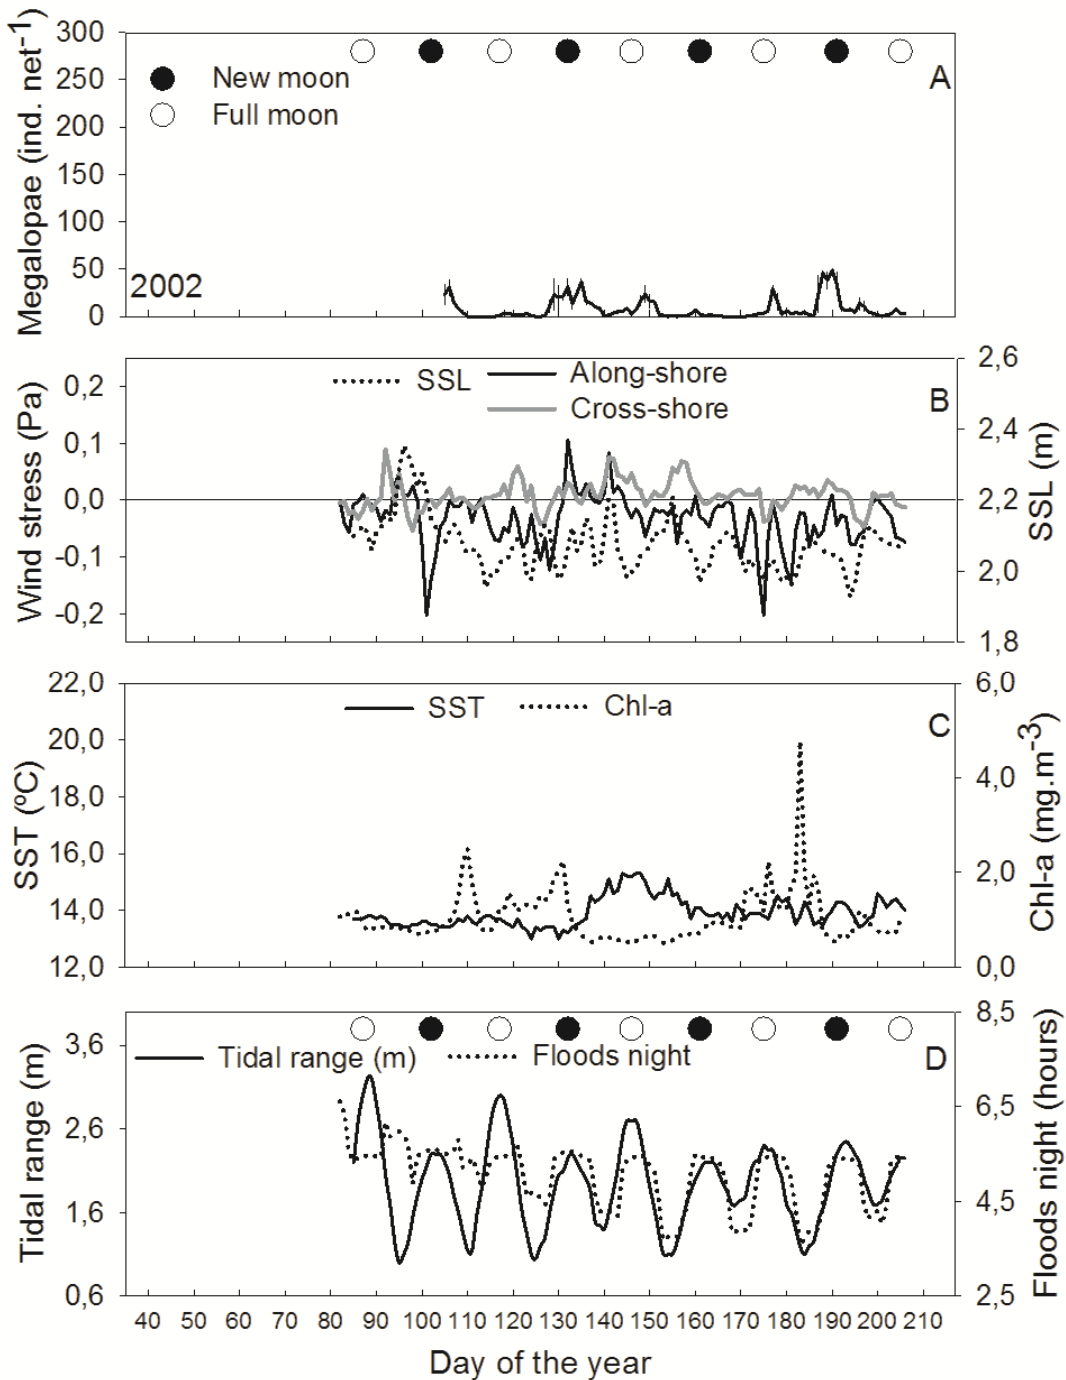 Megalopae (ind. net-1)
300
250
200
150
100
50
0
New moon
Full moon
A
2002
Wind stress (Pa)
0,2
0,1
0,0
-0,1
-0,2
SSL
Along-shore
Cross-shore
B
2,6
2,4
2,2
2,0
1,8
SSL (m)
SST (ºC)
22,0
20,0
18,0
16,0
14,0
12,0
SST
Chl-a
C
6,0
4,0
2,0
0,0
Chl-a (mg.m-3)
Tidal range (m)
3,6
2,6
1,6
0,6
Tidal range (m)
Floods night
D
8,5
6,5
4,5
2,5
Floods night (hours)
40 50 60 70 80 90 100 110 120 130 140 150 160 170 180 190 200 210
Day of the year